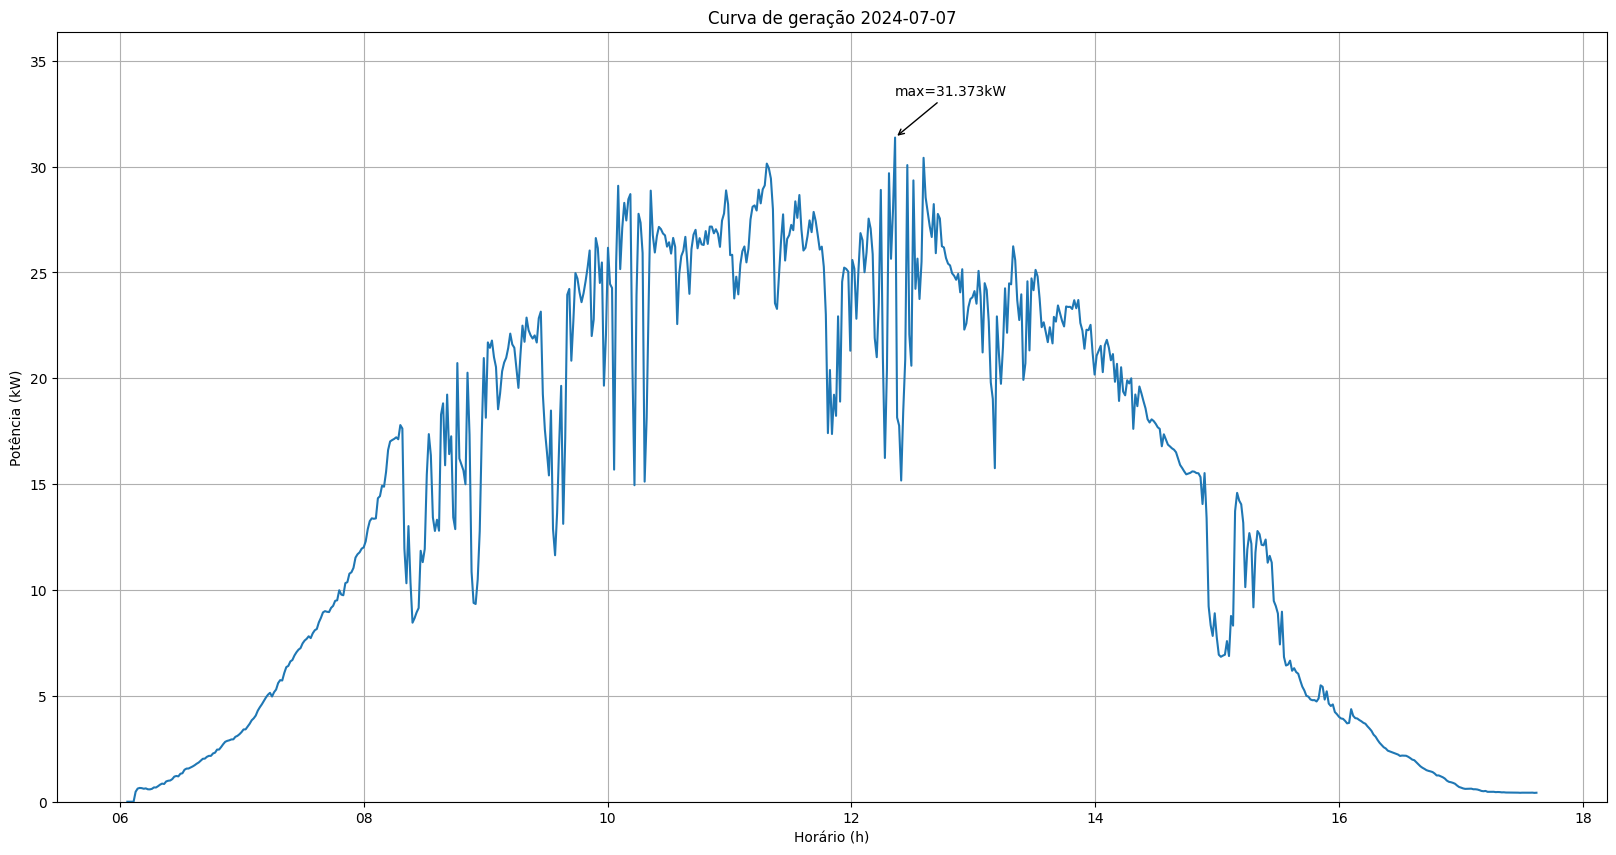 Curva de geração 2024-07-07
35
max=31.373kW
30
25
20
15
10
5
0
Potência (kW)
06 08 10 12 14 16 18
Horário (h)